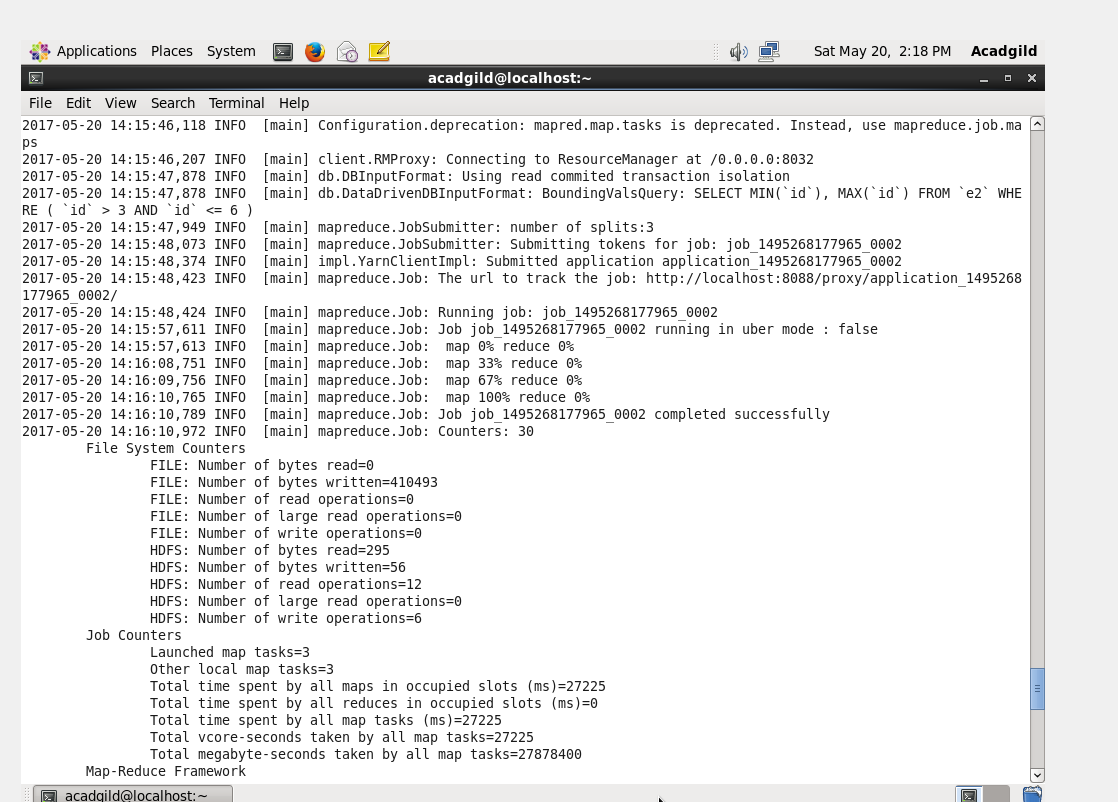 Applications Places System Sat May 20, 2:18 PM Acadgild
acadgild@localhost:~
File Edit View Search Terminal Help
2017-05-20 14:15:46,118 INFO  [main] Configuration.deprecation: mapred.map.tasks is deprecated. Instead, use mapreduce.job.ma
ps
2017-05-20 14:15:46,207 INFO  [main] client.RMProxy: Connecting to ResourceManager at /0.0.0.0:8032
2017-05-20 14:15:47,878 INFO  [main] db.DBInputFormat: Using read commited transaction isolation
2017-05-20 14:15:47,878 INFO  [main] db.DataDrivenDBInputFormat: BoundingValsQuery: SELECT MIN(`id`), MAX(`id`) FROM `e2` WHE
RE ( `id` > 3 AND `id` <= 6 )
2017-05-20 14:15:47,949 INFO  [main] mapreduce.JobSubmitter: number of splits:3
2017-05-20 14:15:48,073 INFO  [main] mapreduce.JobSubmitter: Submitting tokens for job: job_1495268177965_0002
2017-05-20 14:15:48,374 INFO  [main] impl.YarnClientImpl: Submitted application application_1495268177965_0002
2017-05-20 14:15:48,423 INFO  [main] mapreduce.Job: The url to track the job: http://localhost:8088/proxy/application_1495268
177965_0002/
2017-05-20 14:15:48,424 INFO  [main] mapreduce.Job: Running job: job_1495268177965_0002
2017-05-20 14:15:57,611 INFO  [main] mapreduce.Job: Job job_1495268177965_0002 running in uber mode : false
2017-05-20 14:15:57,613 INFO  [main] mapreduce.Job:  map 0% reduce 0%
2017-05-20 14:16:08,751 INFO  [main] mapreduce.Job:  map 33% reduce 0%
2017-05-20 14:16:09,756 INFO  [main] mapreduce.Job:  map 67% reduce 0%
2017-05-20 14:16:10,765 INFO  [main] mapreduce.Job:  map 100% reduce 0%
2017-05-20 14:16:10,789 INFO  [main] mapreduce.Job: Job job_1495268177965_0002 completed successfully
2017-05-20 14:16:10,972 INFO  [main] mapreduce.Job: Counters: 30
File System Counters
FILE: Number of bytes read=0
FILE: Number of bytes written=410493
FILE: Number of read operations=0
FILE: Number of large read operations=0
FILE: Number of write operations=0
HDFS: Number of bytes read=295
HDFS: Number of bytes written=56
HDFS: Number of read operations=12
HDFS: Number of large read operations=0
HDFS: Number of write operations=6
Job Counters
Launched map tasks=3
Other local map tasks=3
Total time spent by all maps in occupied slots (ms)=27225
Total time spent by all reduces in occupied slots (ms)=0
Total time spent by all map tasks (ms)=27225
Total vcore-seconds taken by all map tasks=27225
Total megabyte-seconds taken by all map tasks=27878400
Map-Reduce Framework
acadgild@localhost:~